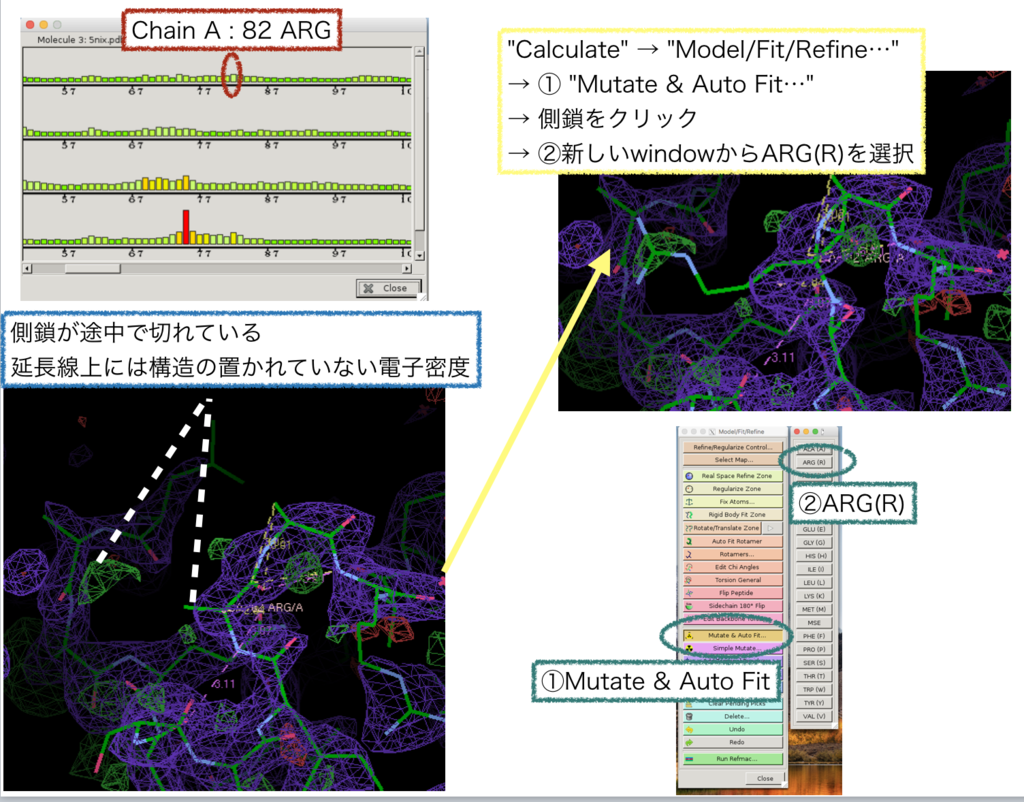 Chain A : 82 ARG
Molecule 3: 5nix.pd
57 67 77 87 97 10
57 67 77 87 97 10
57 67 77 87 97 10
57 67 77 87 97 10
Close
"Calculate" → "Model/Fit/Refine…"
→ ① "Mutate & Auto Fit…"
→ 側鎖をクリック
→ ②新しいwindowからARG(R)を選択
3.11
側鎖が途中で切れている
延長線上には構造の置かれていない電子密度
ARG/A
3.11
Model/Fit/Refine
Refine/Regularize Control...
Select Map...
Real Space Refine Zone
Regularize Zone
Fix Atoms...
Rigid Body Fit Zone
Rotate/Translate Zone
Auto Fit Rotamer
Rotamers...
Edit Chi Angles
Torsion General
Flip Peptide
Sidechain 180° Flip
Edit Backbone
Mutate & Auto Fit...
Simple Mutate
Clear Pending Picks
Delete...
Undo
Redo
Run Refmac...
Close
ALA (A)
ARG (R)
②ARG(R)
GLU (E)
GLY (G)
HIS (H)
ILE (I)
LEU (L)
LYS (K)
MET (M)
MSE
PHE (F)
PRO (P)
SER (S)
THR (T)
TRP (W)
TYR (Y)
VAL (V)
①Mutate & Auto Fit